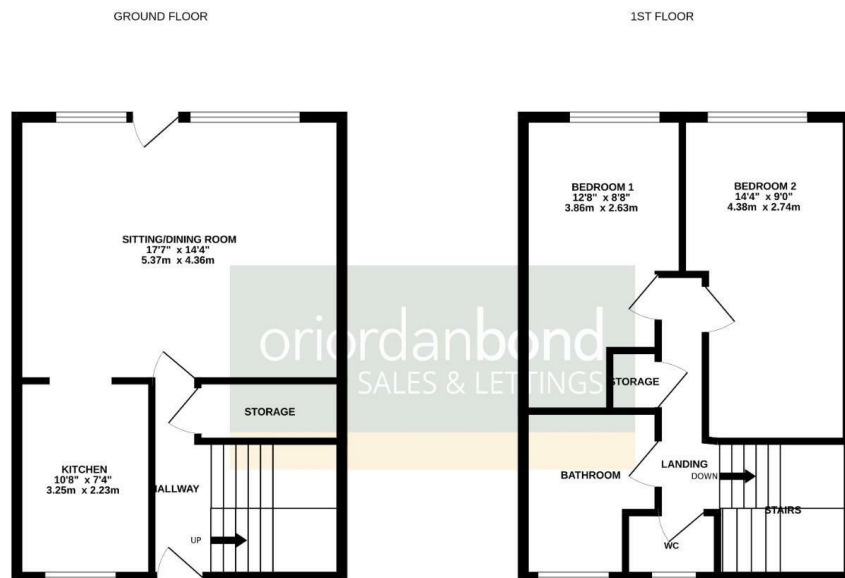 GROUND FLOOR
1ST FLOOR
SITTING/DINING ROOM
17'7" x 14'4"
5.37m x 4.36m
BEDROOM 1
12'8" x 8'8"
3.86m x 2.63m
BEDROOM 2
14'4" x 9'0"
4.38m x 2.74m
oriordanbond
SALES & LETTINGS
STORAGE
STORAGE
KITCHEN
10'8" x 7'4"
3.25m x 2.23m
HALLWAY
UP
BATHROOM
LANDING
DOWN
STAIRS
WC